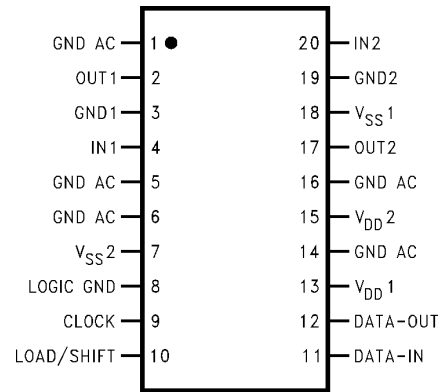 GND AC 1 20 IN2
OUT1 2 19 GND2
GND1 3 18 VSS1
IN1 4 17 OUT2
GND AC 5 16 GND AC
GND AC 6 15 VDD2
VSS2 7 14 GND AC
LOGIC GND 8 13 VDD1
CLOCK 9 12 DATA-OUT
LOAD/SHIFT 10 11 DATA-IN